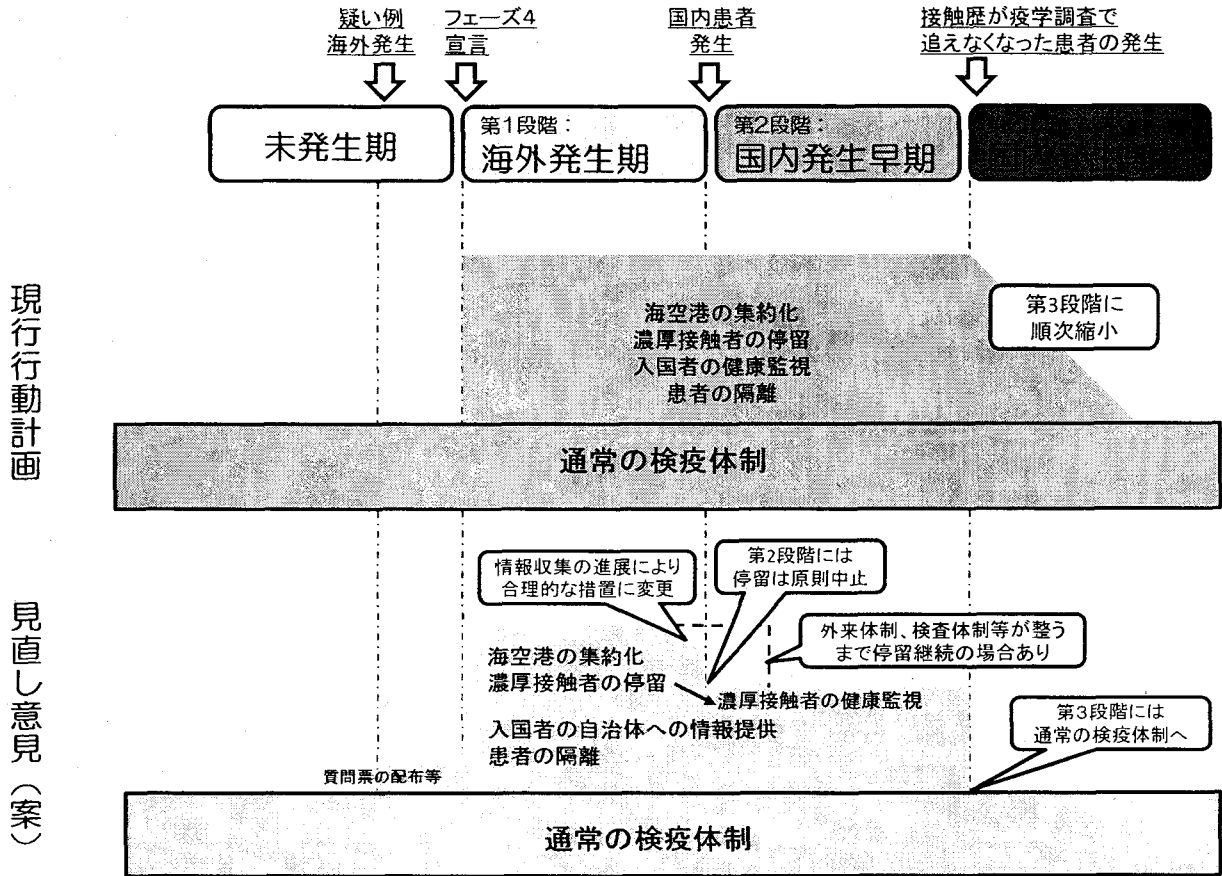 疑い例
海外発生
フェーズ4
宣言
国内患者
発生
接触歴が疫学調査で
追えなくなった患者の発生
未発生期
第1段階：
海外発生期
第2段階：
国内発生早期
現行行動計画
海空港の集約化
濃厚接触者の停留
入国者の健康監視
患者の隔離
第3段階に
順次縮小
通常の検疫体制
見直し意見（案）
情報収集の進展により
合理的な措置に変更
第2段階には
停留は原則中止
外来体制、検査体制等が整う
まで停留継続の場合あり
海空港の集約化
濃厚接触者の停留
濃厚接触者の健康監視
入国者の自治体への情報提供
患者の隔離
第3段階には
通常の検疫体制へ
質問票の配布等
通常の検疫体制